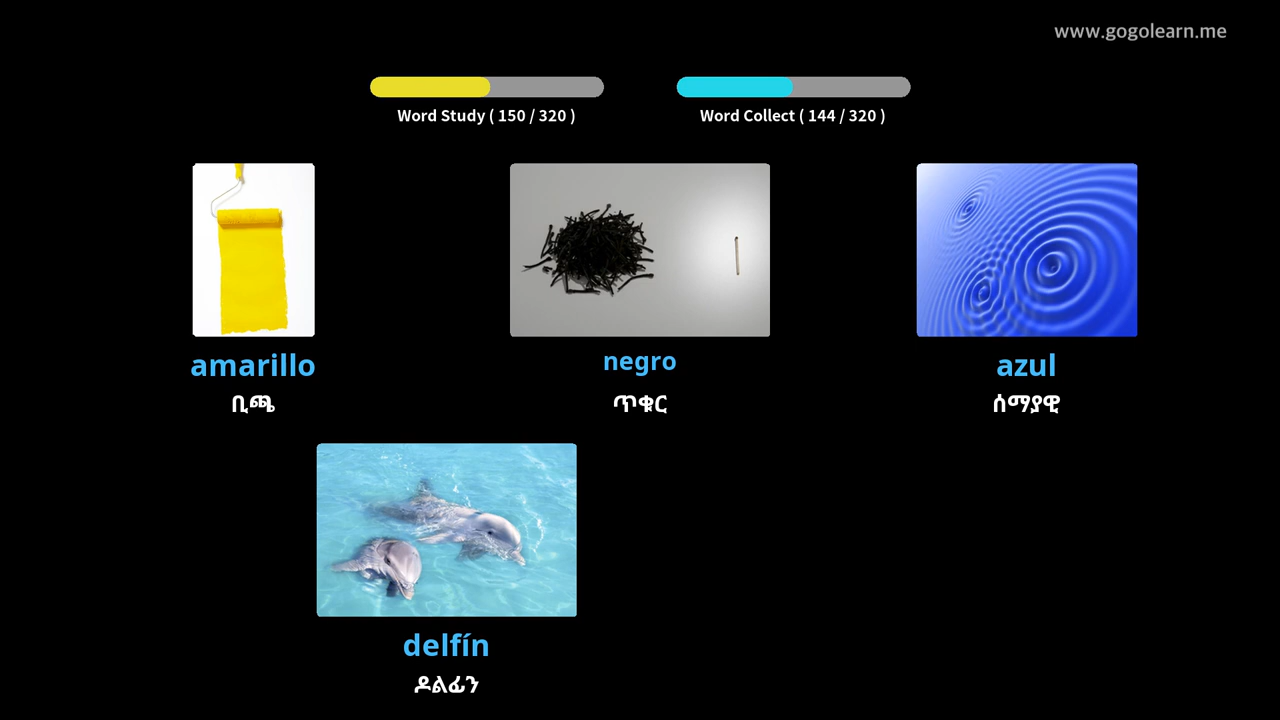 www.gogolearn.me
Word Study ( 150 / 320 )
Word Collect ( 144 / 320 )
amarillo
ቢጫ
negro
ጥቁር
azul
ሰማያዊ
delfín
ዶልፊን